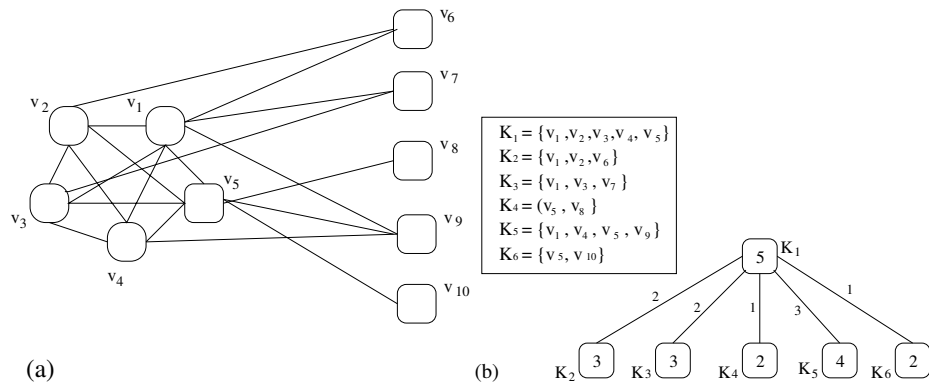 v6
v7
v2
v1
v8
v5
v3
v9
v4
v10
(a)
K1 = {v1 ,v2,v3,v4, v5}
K2 = {v1 ,v2,v6}
K3 = {v1 , v3 , v7 }
K4 = (v5 , v8 }
K5 = {v1 , v4 , v5 , v9}
K6 = {v5, v10}
5 K1
2 2 1 3 1
3 3 2 4 2
K2 K3 K4 K5 K6
(b)